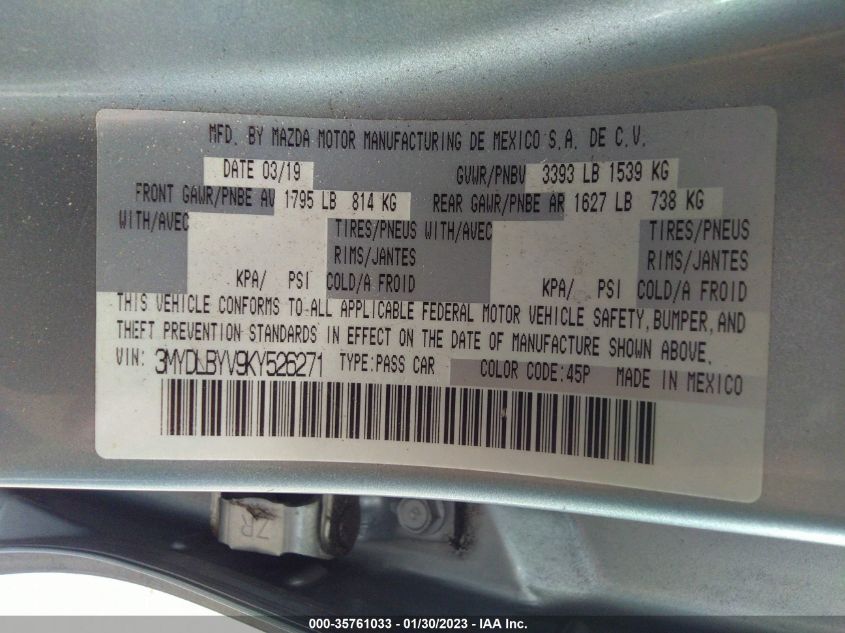 MFD. BY MAZDA MOTOR MANUFACTURING DE MEXICO S.A. DE C.V.
DATE 03/19 GVWR/PNBV 3393 LB 1539 KG
FRONT GAWR/PNBE AV 1795 LB 814 KG REAR GAWR/PNBE AR 1627 LB 738 KG
WITH/AVEC TIRES/PNEUS WITH/AVEC TIRES/PNEUS
RIMS/JANTES RIMS/JANTES
KPA/ PSI COLD/A FROID KPA/ PSI COLD/A FROID
THIS VEHICLE CONFORMS TO ALL APPLICABLE FEDERAL MOTOR VEHICLE SAFETY, BUMPER, AND
THEFT PREVENTION STANDARDS IN EFFECT ON THE DATE OF MANUFACTURE SHOWN ABOVE.
VIN: 3MYDLBYV9KY526271 TYPE:PASS CAR COLOR CODE:45P MADE IN MEXICO
ZR
000-35761033 - 01/30/2023 - IAA Inc.